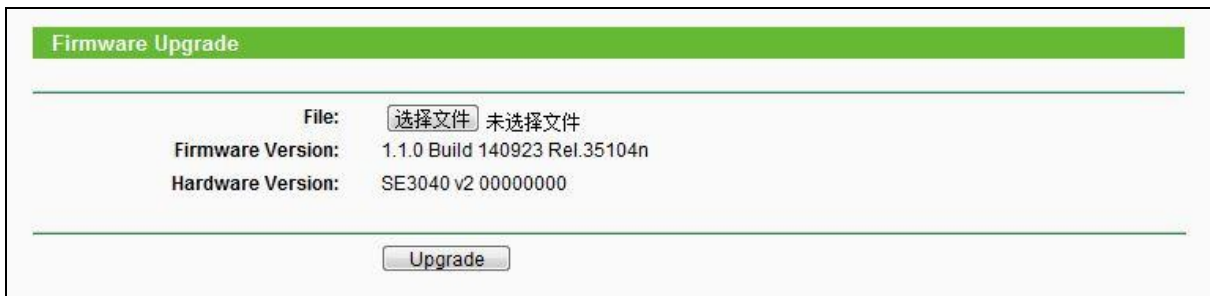 Firmware Upgrade
File: 选择文件 未选择文件
Firmware Version: 1.1.0 Build 140923 Rel.35104n
Hardware Version: SE3040 v2 00000000
Upgrade